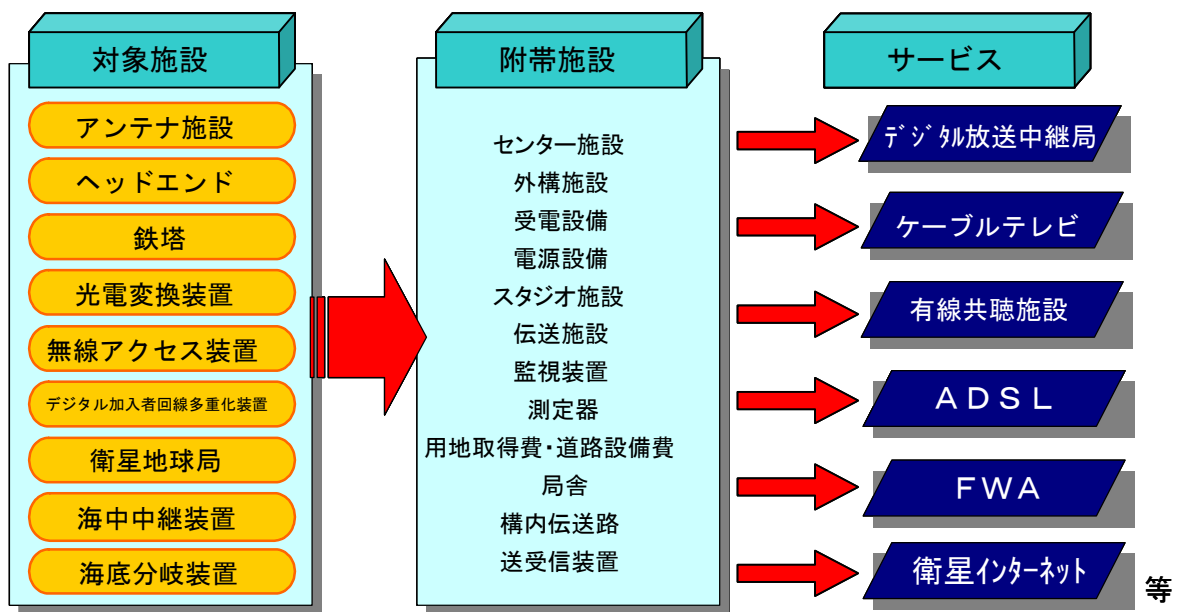 対象施設
アンテナ施設
ヘッドエンド
鉄塔
光電変換装置
無線アクセス装置
デジタル加入者回線多重化装置
衛星地球局
海中中継装置
海底分岐装置
附帯施設
センター施設
外構施設
受電設備
電源設備
スタジオ施設
伝送施設
監視装置
測定器
用地取得費・道路設備費
局舎
構内伝送路
送受信装置
サービス
ﾃﾞｼﾞﾀﾙ放送中継局
ケーブルテレビ
有線共聴施設
ＡＤＳＬ
ＦＷＡ
衛星ｲﾝﾀｰﾈｯﾄ
等